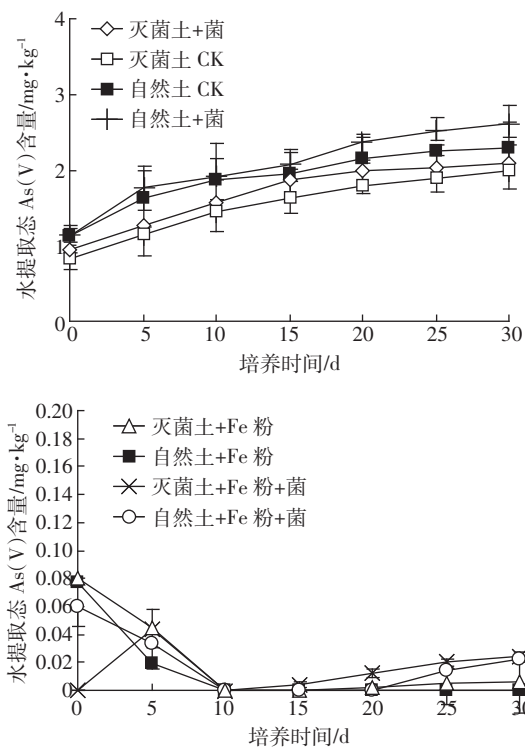 4
3
2
1
0
水提取态 As(V)含量/mg·kg⁻¹
灭菌土+菌
灭菌土 CK
自然土 CK
自然土+菌
0 5 10 15 20 25 30
培养时间/d
0.20
0.18
0.16
0.14
0.12
0.10
0.08
0.06
0.04
0.02
0
水提取态 As(V)含量/mg·kg⁻¹
灭菌土+Fe 粉
自然土+Fe 粉
灭菌土+Fe 粉+菌
自然土+Fe 粉+菌
0 5 10 15 20 25 30
培养时间/d